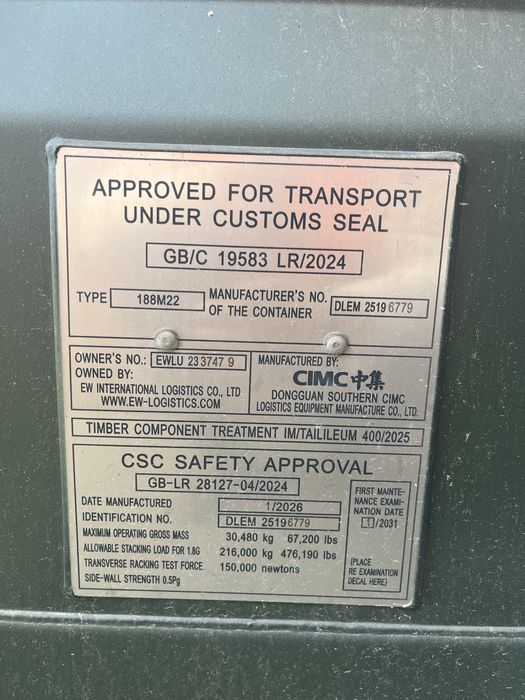 APPROVED FOR TRANSPORT
UNDER CUSTOMS SEAL
GB/C 19583 LR/2024
TYPE 188M22
MANUFACTURER'S NO.
OF THE CONTAINER
DLEM 25196779
OWNER'S NO.: EWLU 233747 9
OWNED BY:
EW INTERNATIONAL LOGISTICS CO., LTD
WWW.EW-LOGISTICS.COM
MANUFACTURED BY:
CIMC中集
DONGGUAN SOUTHERN CIMC
LOGISTICS EQUIPMENT MANUFACTURE CO., LTD.
TIMBER COMPONENT TREATMENT IM/TAILILEUM 400/2025
CSC SAFETY APPROVAL
GB-LR 28127-04/2024
DATE MANUFACTURED 1/2026
IDENTIFICATION NO. DLEM 25196779
MAXIMUM OPERATING GROSS MASS 30,480 kg 67,200 lbs
ALLOWABLE STACKING LOAD FOR 1.8G 216,000 kg 476,190 lbs
TRANSVERSE RACKING TEST FORCE 150,000 newtons
SIDE-WALL STRENGTH 0.5Pg
FIRST MAINTE-
NANCE EXAMI-
NATION DATE
1/2031
(PLACE
RE EXAMINATION
DECAL HERE)